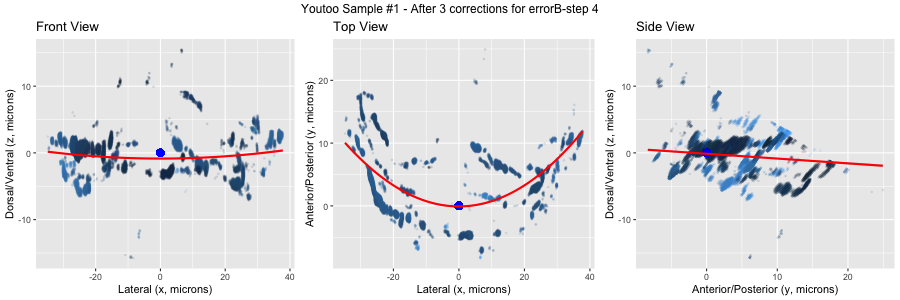 Youtoo Sample #1 - After 3 corrections for errorB-step 4
Front View
Top View
Side View
Dorsal/Ventral (z, microns)
10
0
-10
-20
0
20
40
Lateral (x, microns)
Anterior/Posterior (y, microns)
20
10
0
-20
0
20
40
Lateral (x, microns)
Dorsal/Ventral (z, microns)
10
0
-10
0
10
20
Anterior/Posterior (y, microns)